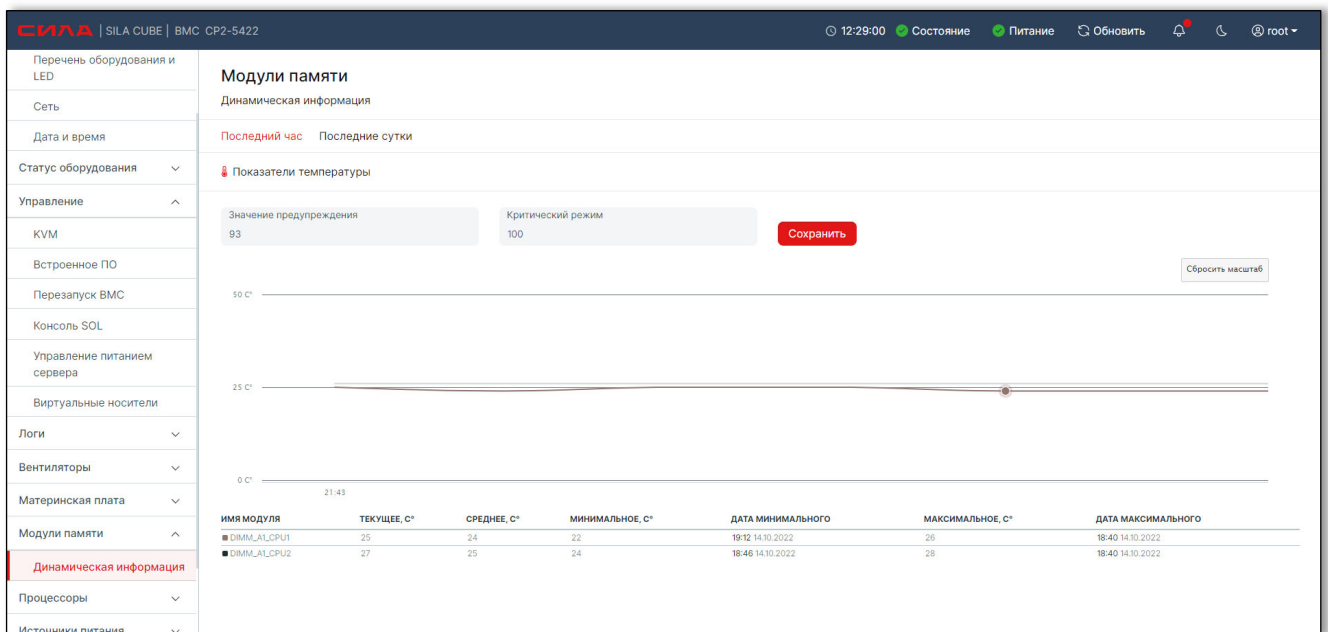 СИЛА | SILA CUBE | BMC CP2-5422
12:29:00 Состояние Питание Обновить root
Перечень оборудования и
LED
Сеть
Дата и время
Статус оборудования
Управление
KVM
Встроенное ПО
Перезапуск BMC
Консоль SOL
Управление питанием
сервера
Виртуальные носители
Логи
Вентиляторы
Материнская плата
Модули памяти
Динамическая информация
Процессоры
Источники питания
Модули памяти
Динамическая информация
Последний час Последние сутки
Показатели температуры
Значение предупреждения
93
Критический режим
100
Сохранить
Сбросить масштаб
50 C°
25 C°
0 C°
21:43
ИМЯ МОДУЛЯ ТЕКУЩЕЕ, C° СРЕДНЕЕ, C° МИНИМАЛЬНОЕ, C° ДАТА МИНИМАЛЬНОГО МАКСИМАЛЬНОЕ, C° ДАТА МАКСИМАЛЬНОГО
DIMM_A1_CPU1 25 24 22 19:12 14.10.2022 26 18:40 14.10.2022
DIMM_A1_CPU2 27 25 24 18:46 14.10.2022 28 18:40 14.10.2022